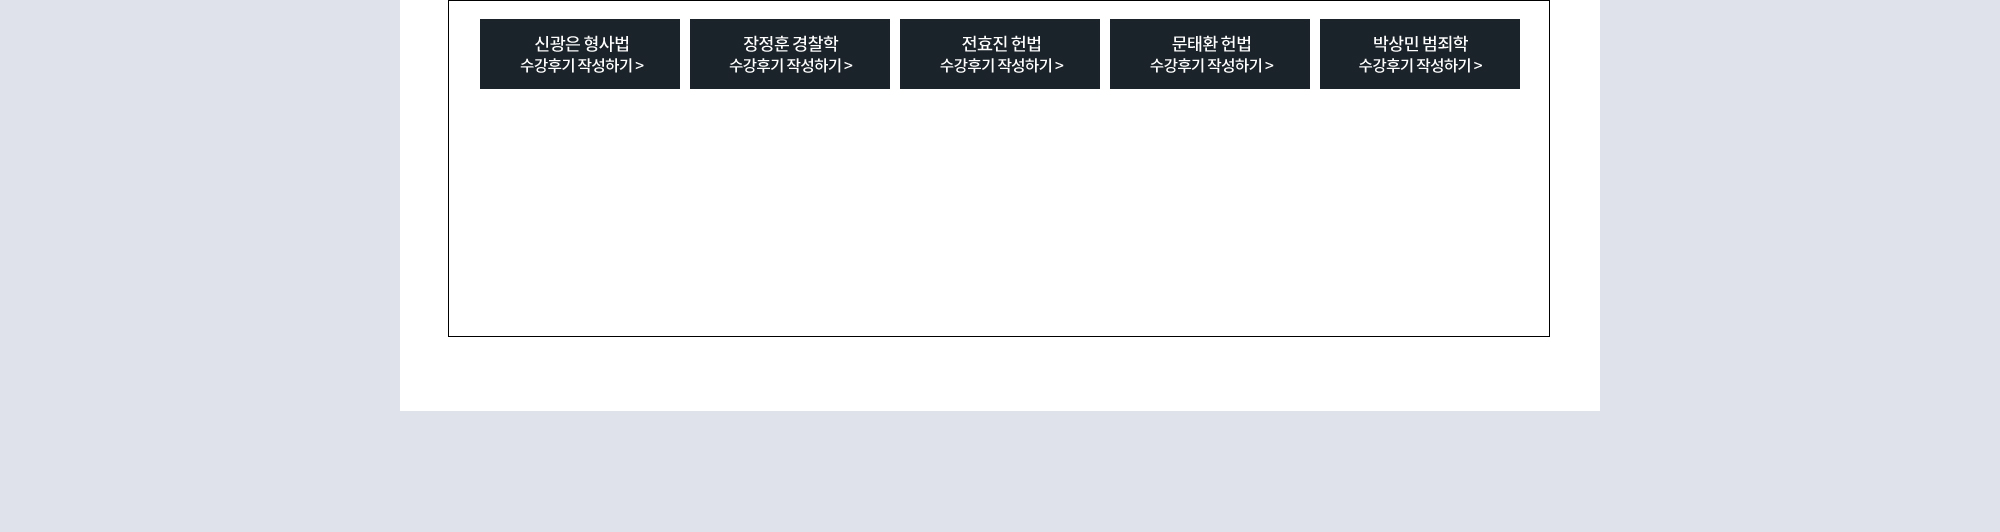 신광은 형사법
수강후기 작성하기 >
장정훈 경찰학
수강후기 작성하기 >
전효진 헌법
수강후기 작성하기 >
문태환 헌법
수강후기 작성하기 >
박상민 범죄학
수강후기 작성하기 >